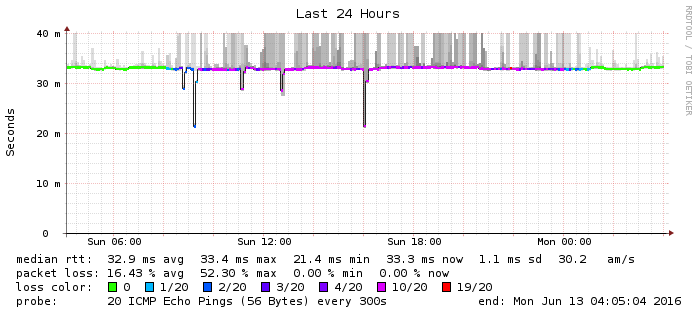 Last 24 Hours
RRDTOOL / TOBI OETIKER
Seconds
40 m
30 m
20 m
10 m
0
Sun 06:00 Sun 12:00 Sun 18:00 Mon 00:00
median rtt: 32.9 ms avg 33.4 ms max 21.4 ms min 33.3 ms now 1.1 ms sd 30.2 am/s
packet loss: 16.43 % avg 52.30 % max 0.00 % min 0.00 % now
loss color: 0 1/20 2/20 3/20 4/20 10/20 19/20
probe: 20 ICMP Echo Pings (56 Bytes) every 300s end: Mon Jun 13 04:05:04 2016